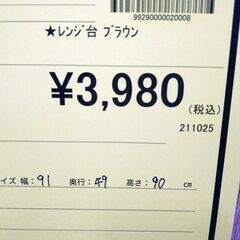 99290000020008
★レンジ台 ブラウン
¥3,980
(税込)
211025
イズ 幅: 91 奥行: 49 高さ: 90 cm